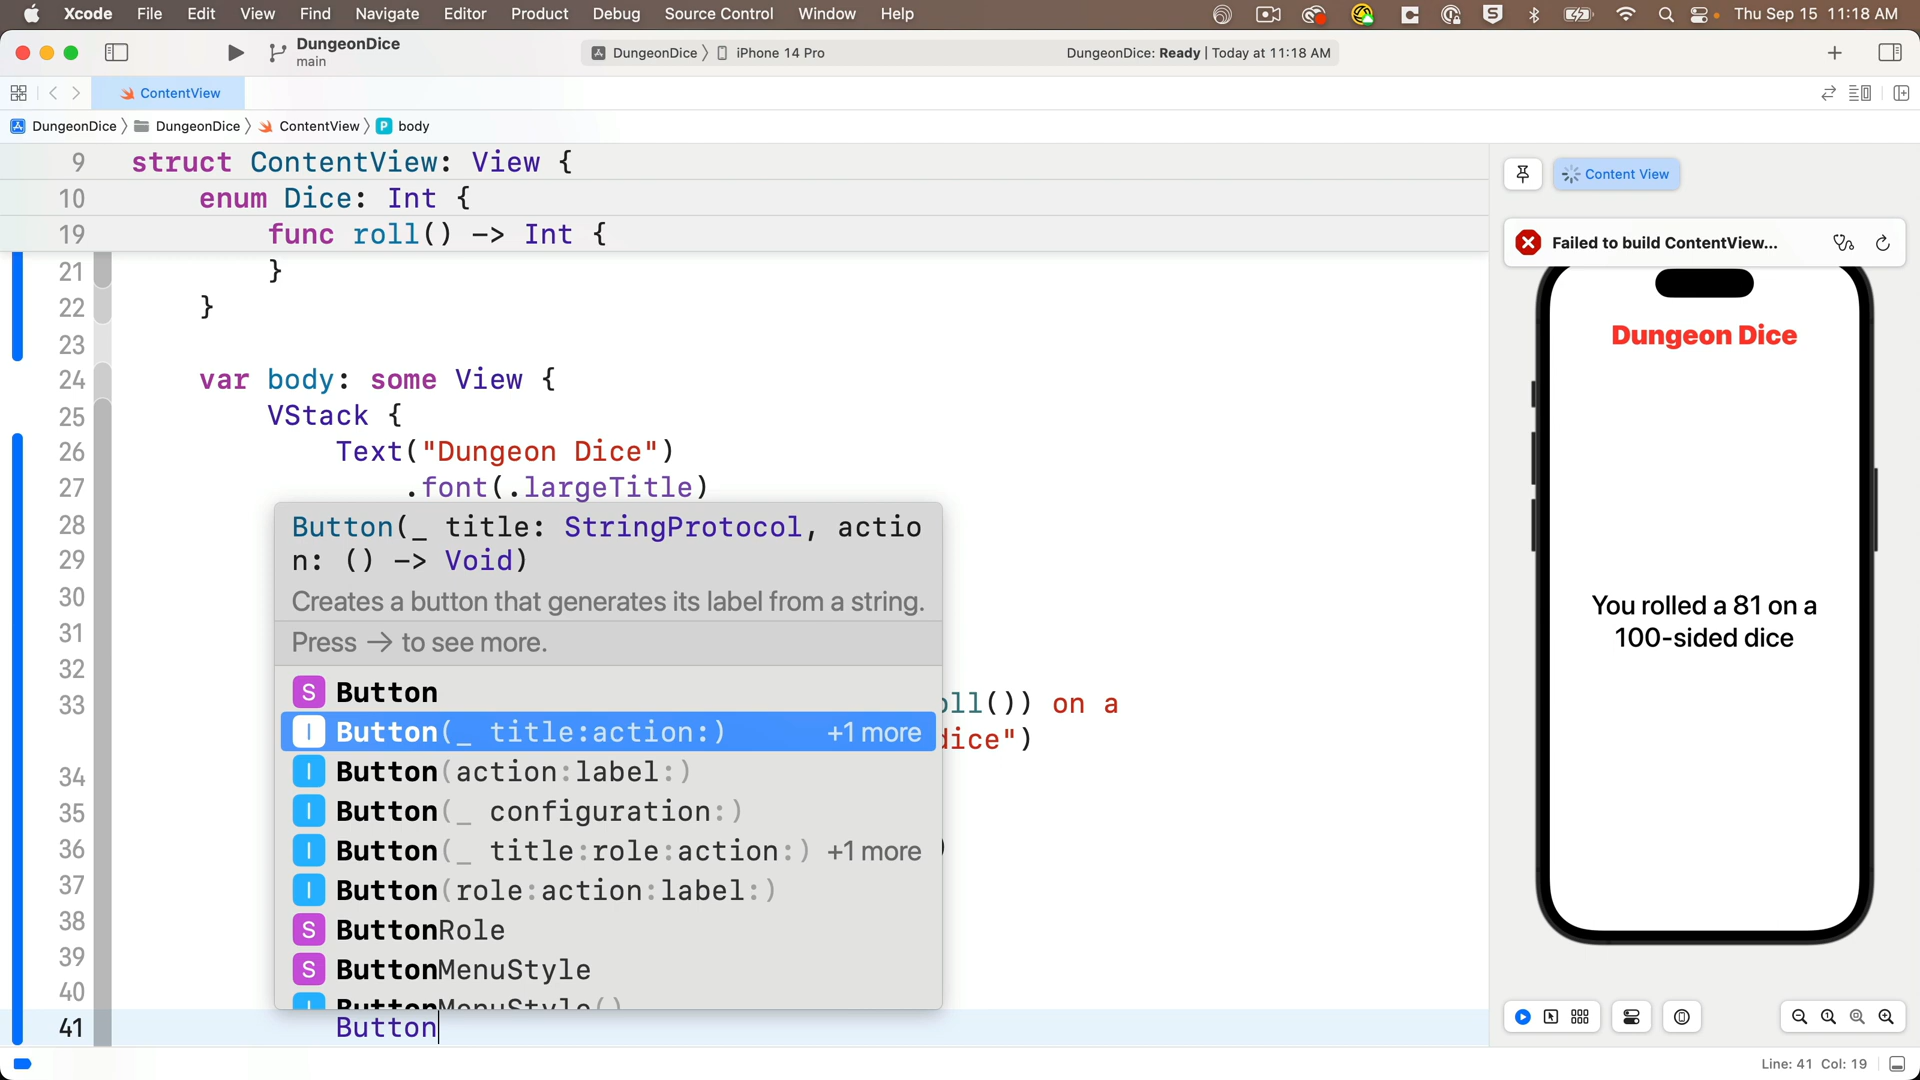 Xcode File Edit View Find Navigate Editor Product Debug Source Control Window Help Thu Sep 15 11:18 AM
DungeonDice
main
DungeonDice iPhone 14 Pro DungeonDice: Ready | Today at 11:18 AM
ContentView
DungeonDice DungeonDice ContentView P body
9 struct ContentView: View {
10 enum Dice: Int {
19 func roll() -> Int {
21 }
22 }
23
24 var body: some View {
25 VStack {
26 Text("Dungeon Dice")
27 .font(.largeTitle)
28
29
30
31
32
33 oll()) on a
dice")
34
35
36 )
37
38
39
40
41 Button
Button(_ title: StringProtocol, actio
n: () -> Void)
Creates a button that generates its label from a string.
Press → to see more.
S Button
I Button(_ title:action:) +1 more
I Button(action:label:)
I Button(_ configuration:)
I Button(_ title:role:action:) +1 more
I Button(role:action:label:)
S ButtonRole
S ButtonMenuStyle
ButtonMenuStyle()
Content View
Failed to build ContentView...
Dungeon Dice
You rolled a 81 on a
100-sided dice
Line: 41 Col: 19